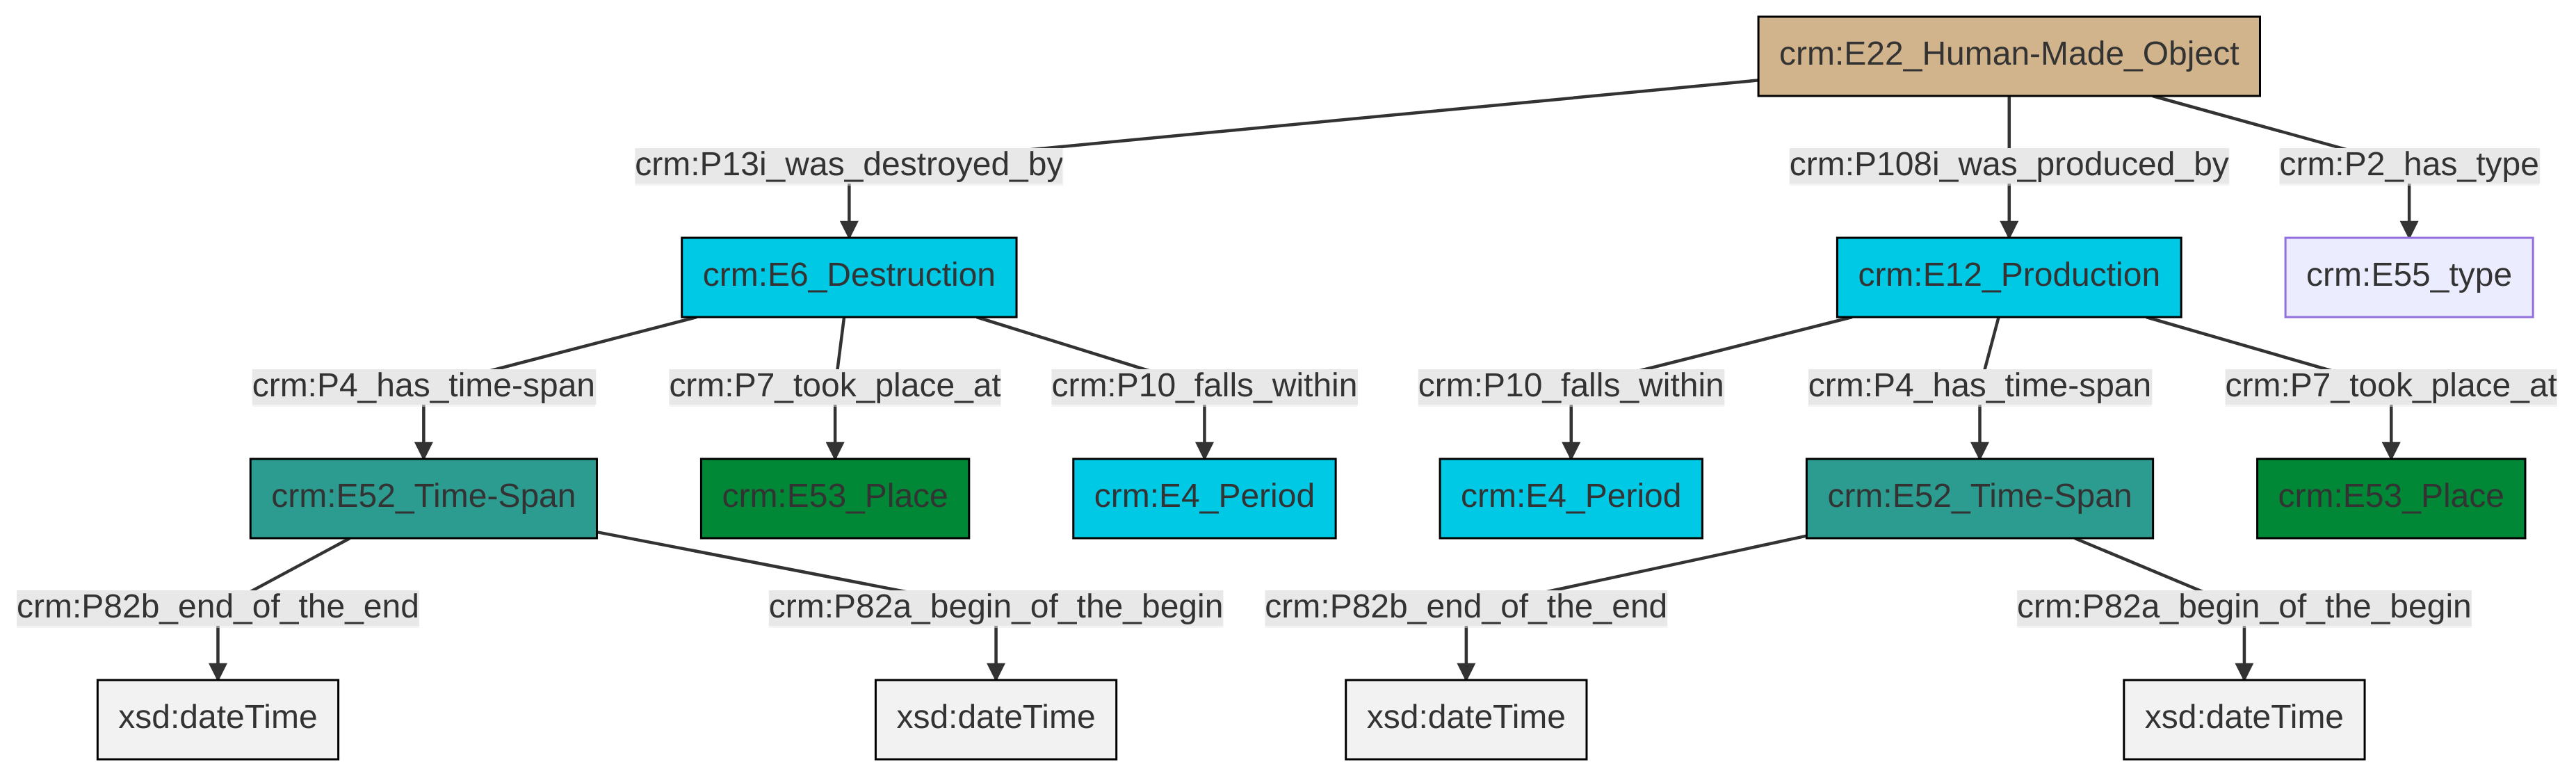 crm:E22_Human-Made_Object
crm:P13i_was_destroyed_by
crm:P108i_was_produced_by
crm:P2_has_type
crm:E6_Destruction
crm:E12_Production
crm:E55_type
crm:P4_has_time-span
crm:P7_took_place_at
crm:P10_falls_within
crm:P10_falls_within
crm:P4_has_time-span
crm:P7_took_place_at
crm:E52_Time-Span
crm:E53_Place
crm:E4_Period
crm:E4_Period
crm:E52_Time-Span
crm:E53_Place
crm:P82b_end_of_the_end
crm:P82a_begin_of_the_begin
crm:P82b_end_of_the_end
crm:P82a_begin_of_the_begin
xsd:dateTime
xsd:dateTime
xsd:dateTime
xsd:dateTime